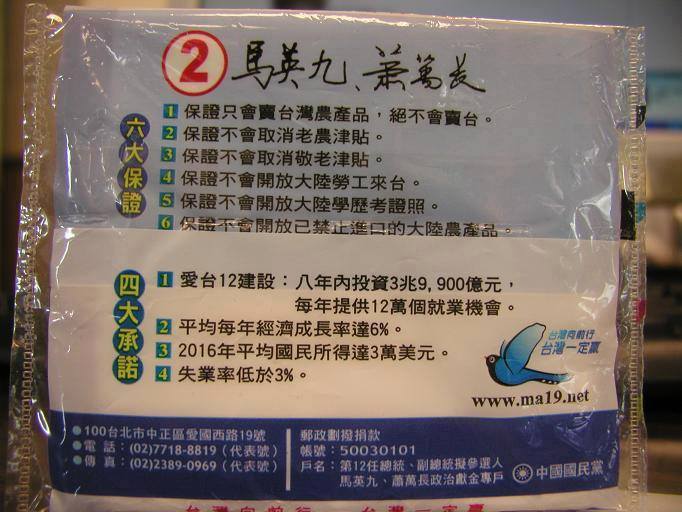 2 馬英九、蕭萬長
六大保證
1 保證只會賣台灣農產品，絕不會賣台。
2 保證不會取消老農津貼。
3 保證不會取消敬老津貼。
4 保證不會開放大陸勞工來台。
5 保證不會開放大陸學歷考證照。
6 保證不會開放已禁止進口的大陸農產品。
四大承諾
1 愛台12建設：八年內投資3兆9,900億元，
每年提供12萬個就業機會。
2 平均每年經濟成長率達6%。
3 2016年平均國民所得達3萬美元。
4 失業率低於3%。
台灣向前行
台灣一定贏
www.ma19.net
●100台北市中正區愛國西路19號
●電話：(02)7718-8819（代表號）
●傳真：(02)2389-0969（代表號）
郵政劃撥捐款
帳號：50030101
戶名：第12任總統、副總統擬參選人
馬英九、蕭萬長政治獻金專戶
中國國民黨
台灣向前行 台灣一定贏